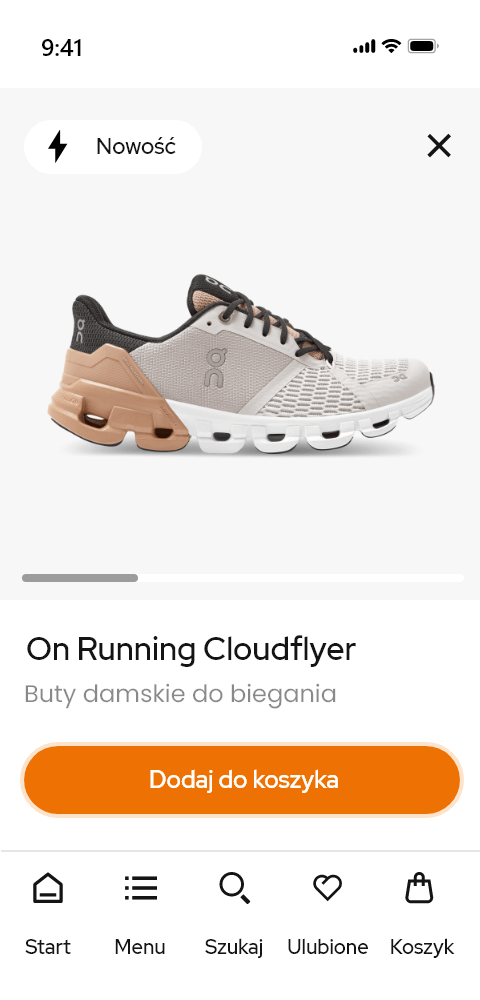 9:41
Nowość
On Running Cloudflyer
Buty damskie do biegania
Dodaj do koszyka
Start
Menu
Szukaj
Ulubione
Koszyk